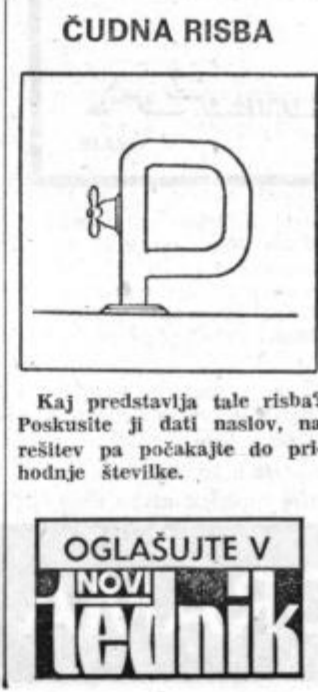 ČUDNA RISBA
Kaj predstavlja tale risba?
Poskusite ji dati naslov, na
rešitev pa počakajte do pri-
hodnje številke.
OGLAŠUJTE V
NOVI
tednik